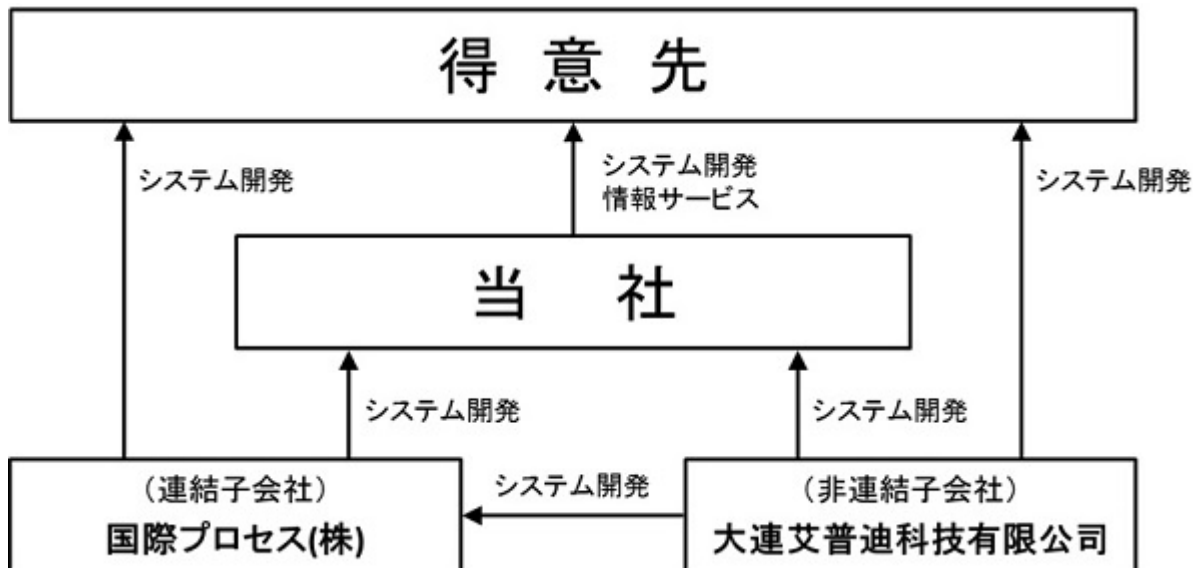 得意先
システム開発
システム開発
情報サービス
システム開発
当社
システム開発
システム開発
(連結子会社)
国際プロセス(株)
システム開発
(非連結子会社)
大連艾普迪科技有限公司